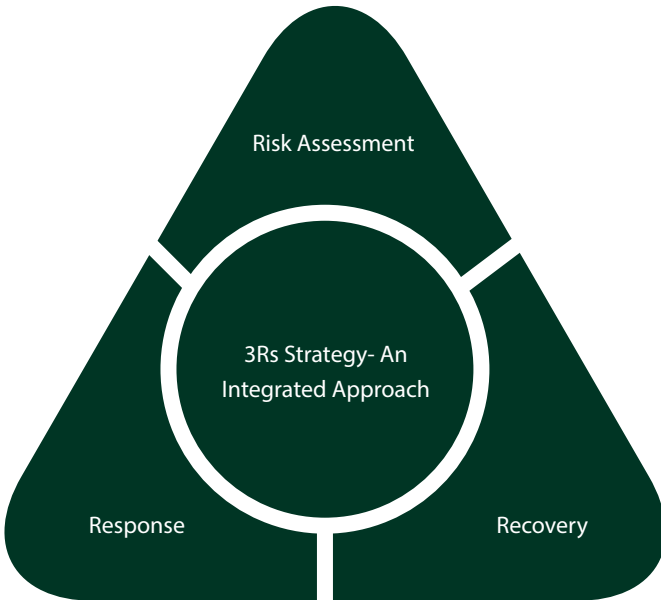 Risk Assessment
3Rs Strategy- An
Integrated Approach
Response
Recovery